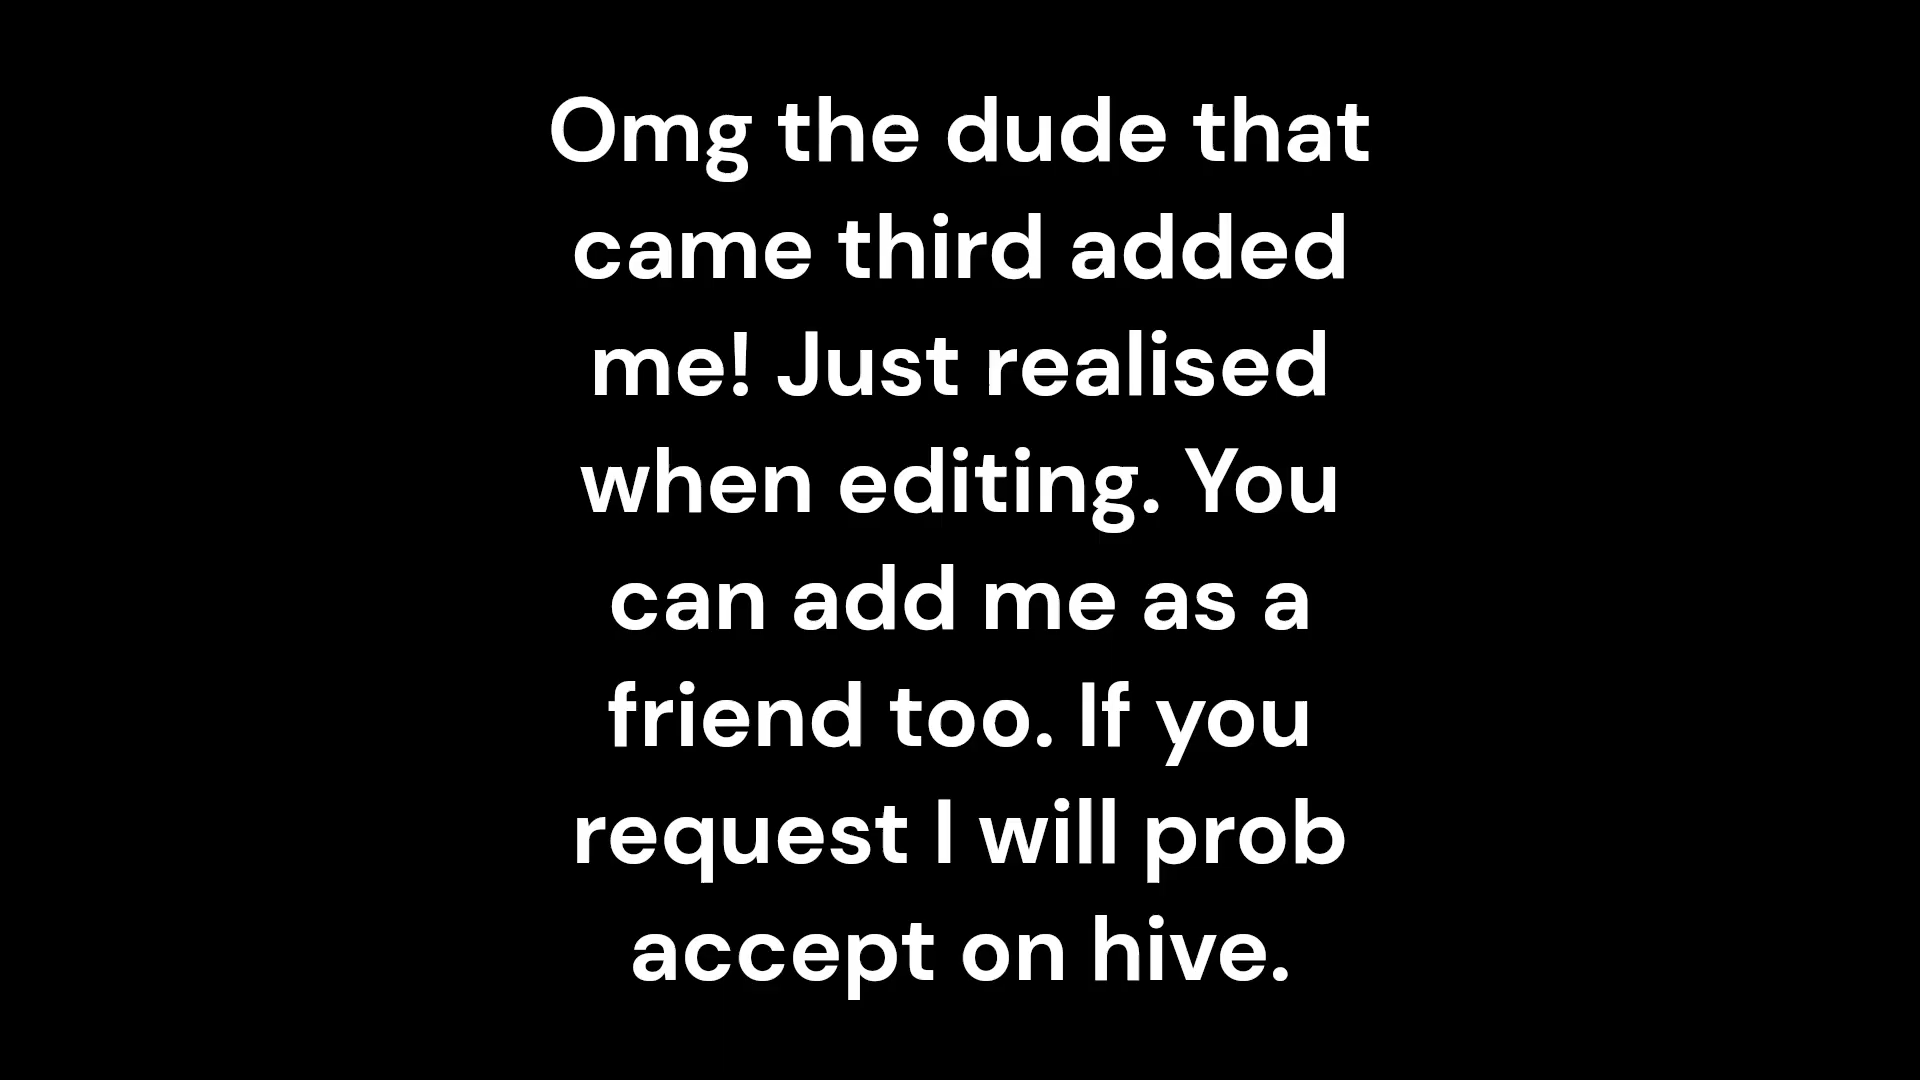 Omg the dude that
came third added
me! Just realised
when editing. You
can add me as a
friend too. If you
request I will prob
accept on hive.